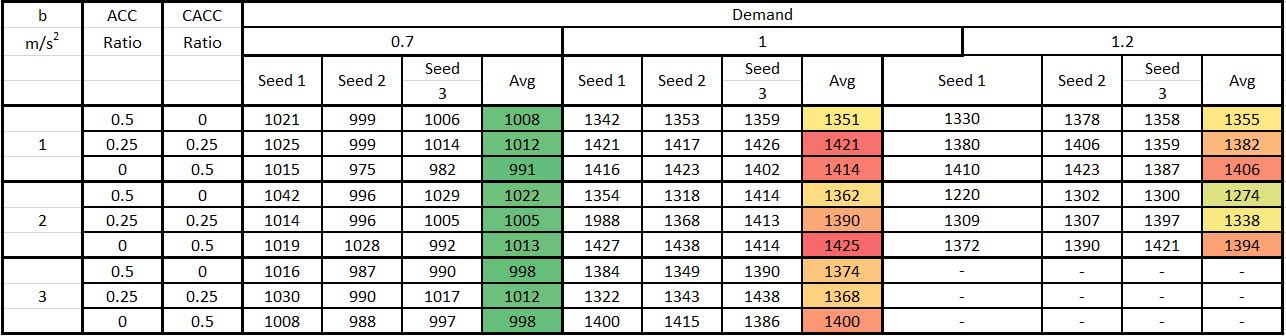 b ACC CACC Demand
m/s² Ratio Ratio 0.7 1 1.2
Seed 1 Seed 2 Seed 3 Avg Seed 1 Seed 2 Seed 3 Avg Seed 1 Seed 2 Seed 3 Avg
0.5 0 1021 999 1006 1008 1342 1353 1359 1351 1330 1378 1358 1355
1 0.25 0.25 1025 999 1014 1012 1421 1417 1426 1421 1380 1406 1359 1382
0 0.5 1015 975 982 991 1416 1423 1402 1414 1410 1423 1387 1406
0.5 0 1042 996 1029 1022 1354 1318 1414 1362 1220 1302 1300 1274
2 0.25 0.25 1014 996 1005 1005 1988 1368 1413 1390 1309 1307 1397 1338
0 0.5 1019 1028 992 1013 1427 1438 1414 1425 1372 1390 1421 1394
0.5 0 1016 987 990 998 1384 1349 1390 1374 - - - -
3 0.25 0.25 1030 990 1017 1012 1322 1343 1438 1368 - - - -
0 0.5 1008 988 997 998 1400 1415 1386 1400 - - - -